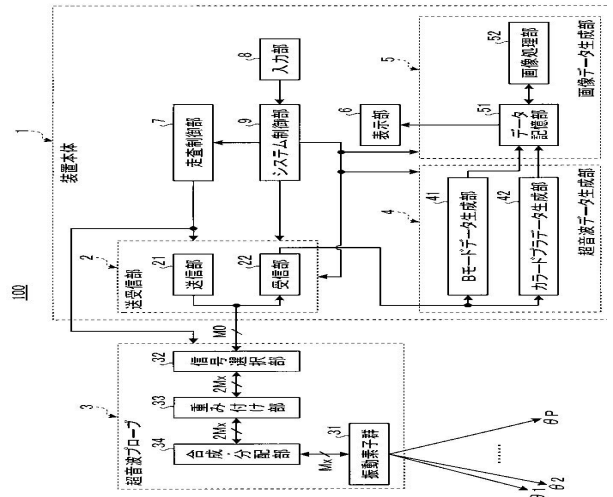 100
装置本体
1
超音波プローブ
3
合成・分配部
34
重み付け部
33
信号選択部
32
振動素子群
31
2Mx
2Mx
Mx
M0
θ1
θ2
.....
θP
送受信部
2
送信部
21
受信部
22
走査制御部
7
システム制御部
9
入力部
8
表示部
6
超音波データ生成部
4
Bモードデータ生成部
41
カラードプラデータ生成部
42
画像データ生成部
5
データ
記憶部
51
画像処理部
52